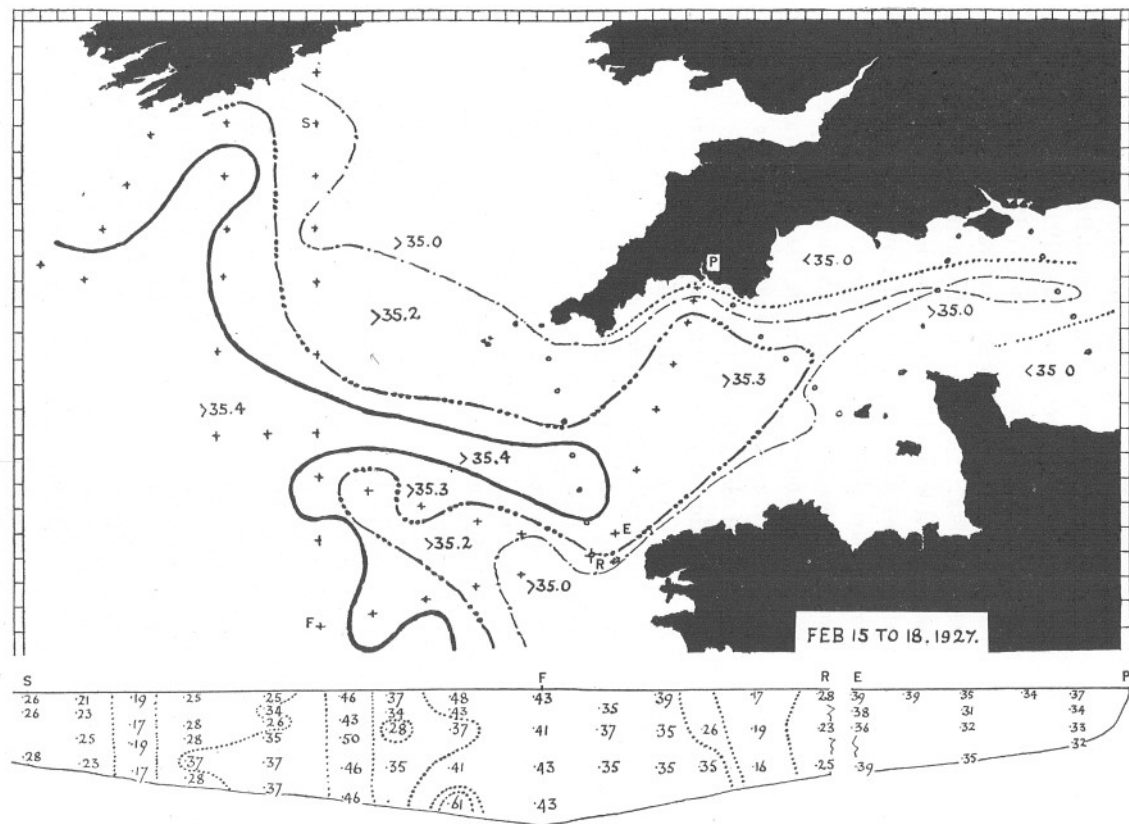 S
>35.0
P
<35.0
>35.2
>35.0
>35.3
<35 0
>35.4
>35.4
>35.3
E
>35.2
R
>35.0
F
FEB 15 TO 18. 1927.
S F R E P
.26 .21 .19 .25 .25 .46 .37 .48 .43 .39 .17 .28 .39 .39 .35 .34 .37
.26 .23 .34 .34 .43 .35 .38 .31 .34
.17 .28 .26 .43 .28 .37 .41 .37 .35 .26 .19 .23 .36 .32 .33
.25 .19 .28 .35 .50 .32
.28 .23 .37 .37 .46 .35 .41 .43 .35 .35 .35 .16 .25 .39 .35
.17 .28 .37
.46 .61 .43